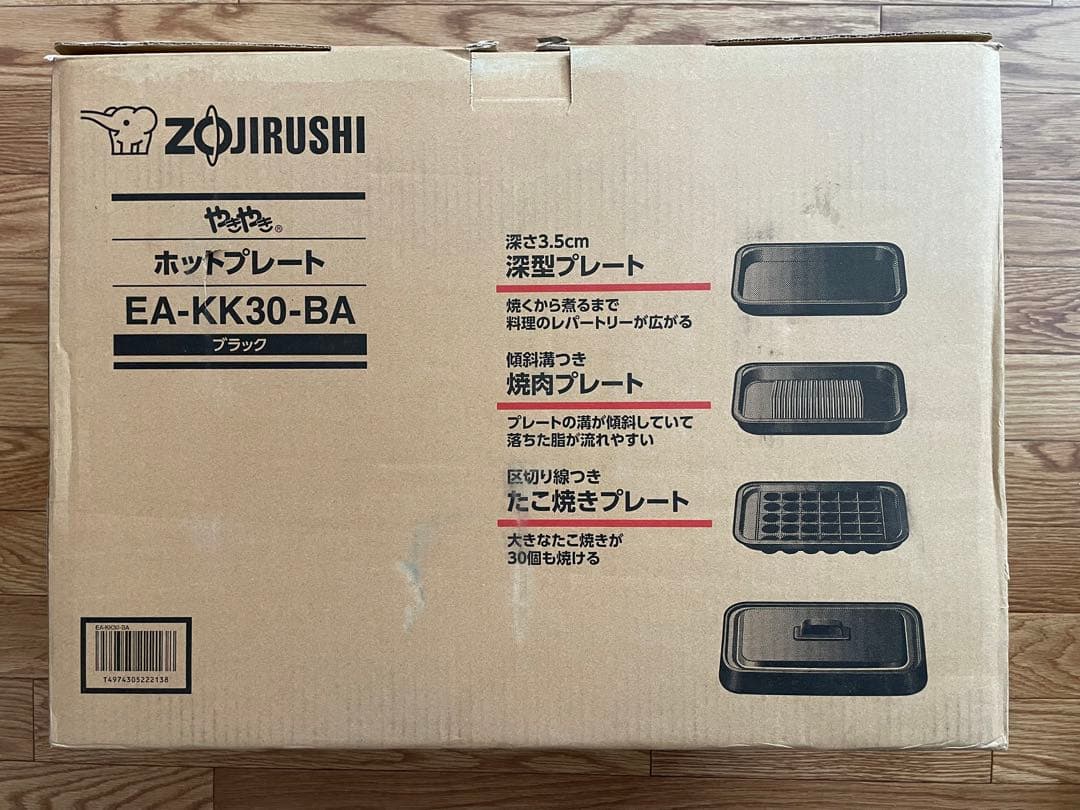 ZOJIRUSHI
やきやき®
ホットプレート
EA-KK30-BA
ブラック
深さ3.5cm
深型プレート
焼くから煮るまで
料理のレパートリーが広がる
傾斜溝つき
焼肉プレート
プレートの溝が傾斜していて
落ちた脂が流れやすい
区切り線つき
たこ焼きプレート
大きなたこ焼きが
30個も焼ける
EA-KK30-BA
T4974305222138